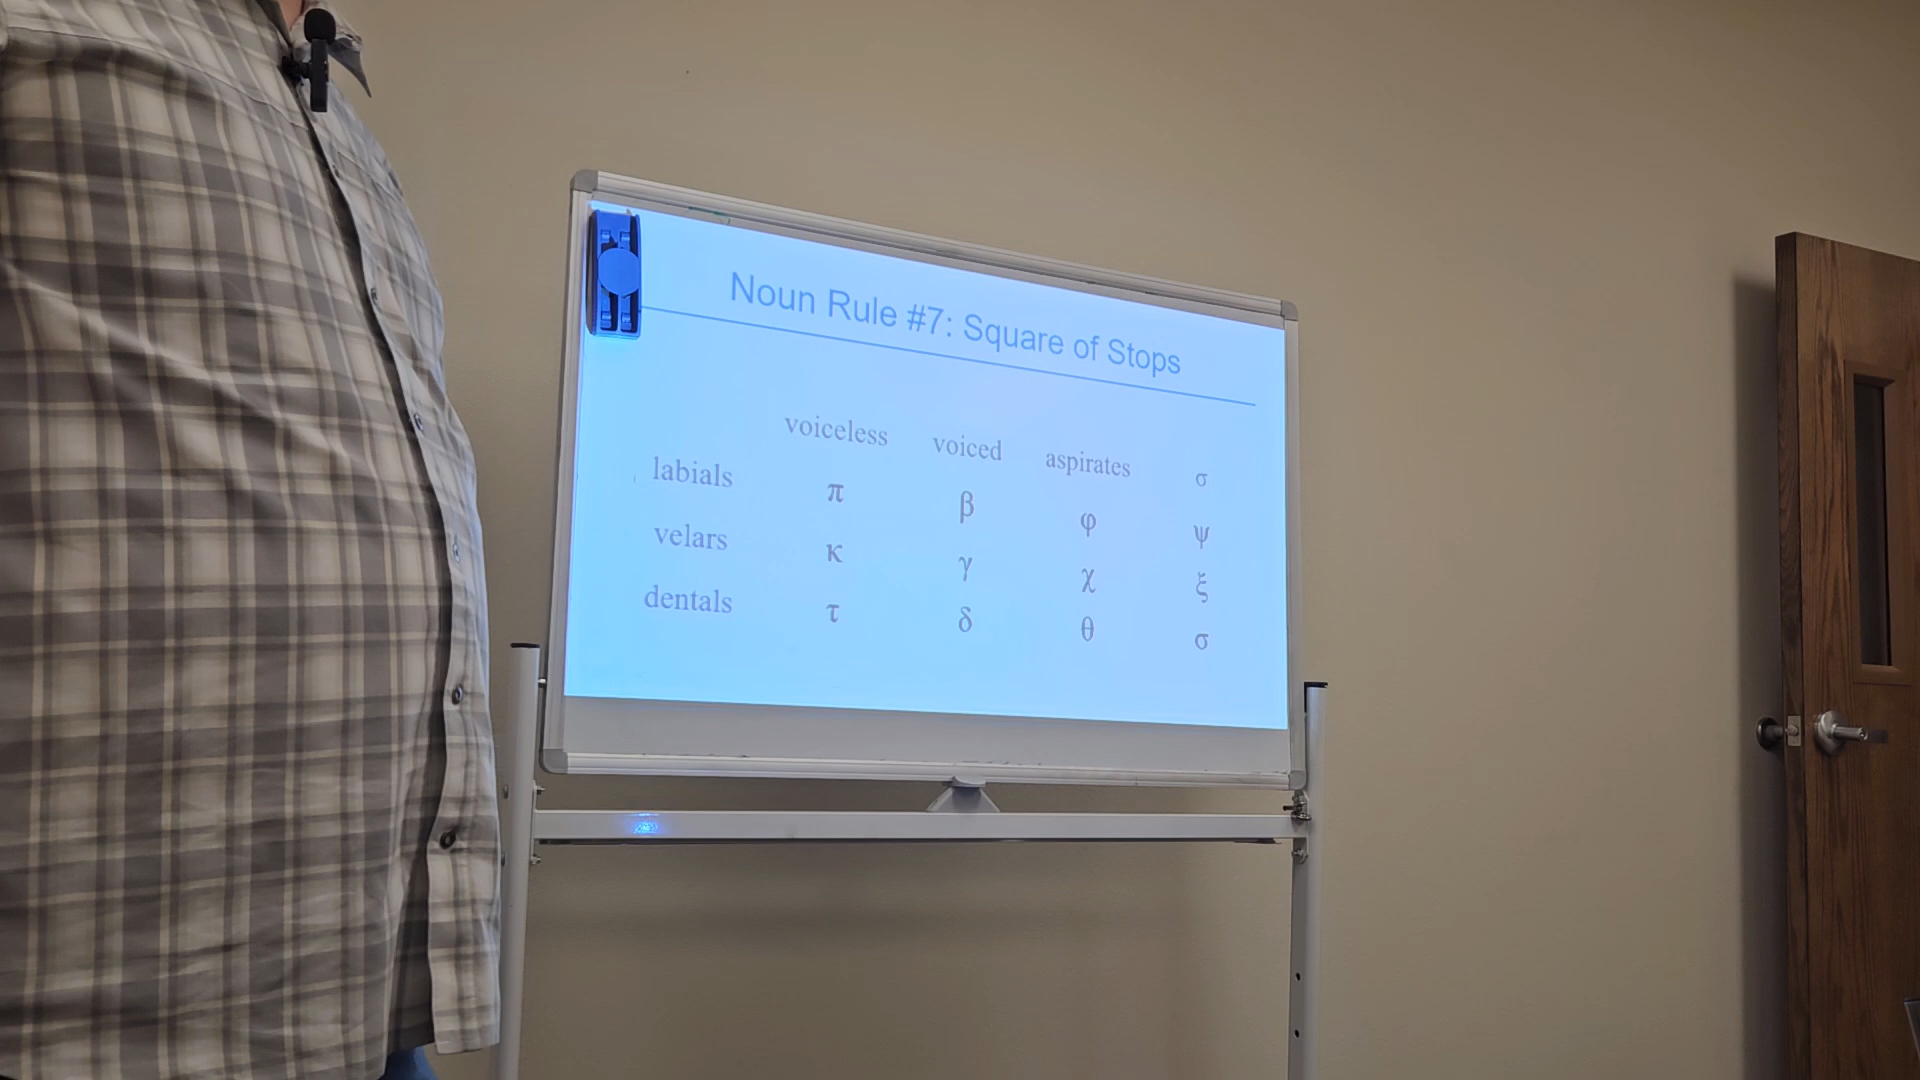 Noun Rule #7: Square of Stops
voiceless voiced aspirates σ
labials π β φ ψ
velars κ γ χ ξ
dentals τ δ θ σ